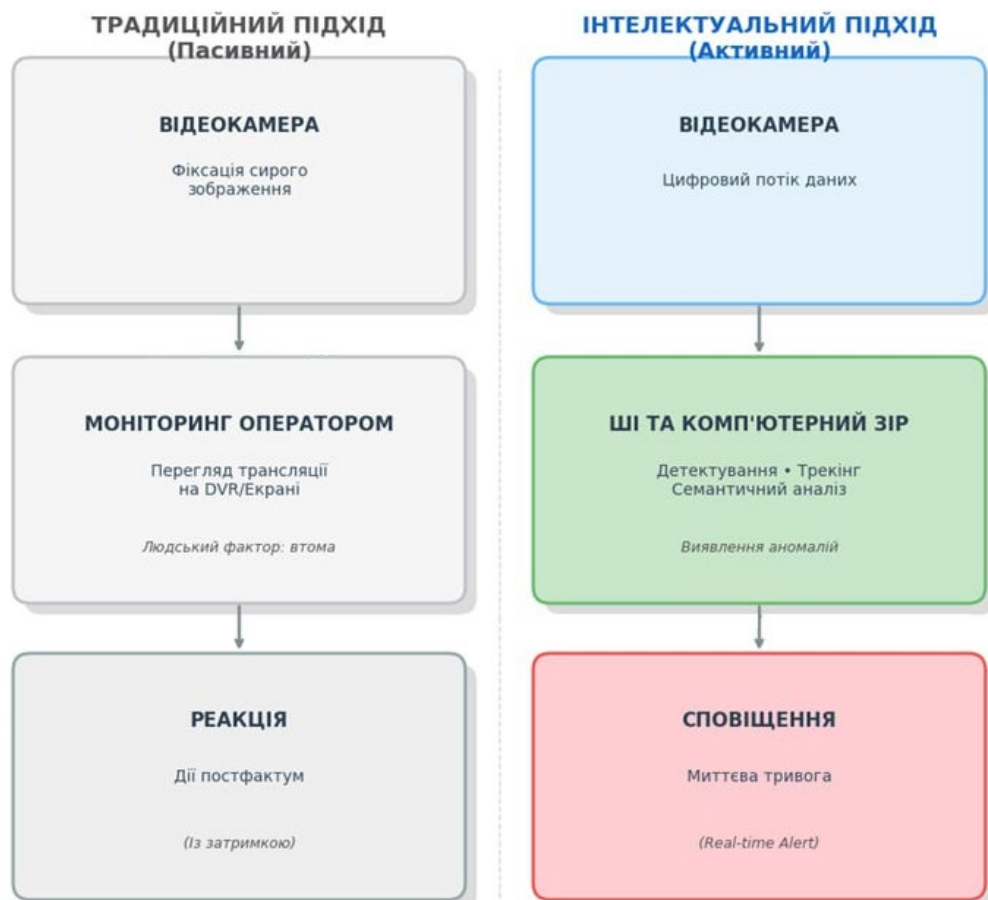 ТРАДИЦІЙНИЙ ПІДХІД
(Пасивний)
ВІДЕОКАМЕРА
Фіксація сирого
зображення
МОНІТОРИНГ ОПЕРАТОРОМ
Перегляд трансляції
на DVR/Екрані
Людський фактор: втома
РЕАКЦІЯ
Дії постфактум
(Із затримкою)
ІНТЕЛЕКТУАЛЬНИЙ ПІДХІД
(Активний)
ВІДЕОКАМЕРА
Цифровий потік даних
ШІ ТА КОМП'ЮТЕРНИЙ ЗІР
Детектування • Трекінг
Семантичний аналіз
Виявлення аномалій
СПОВІЩЕННЯ
Миттєва тривога
(Real-time Alert)